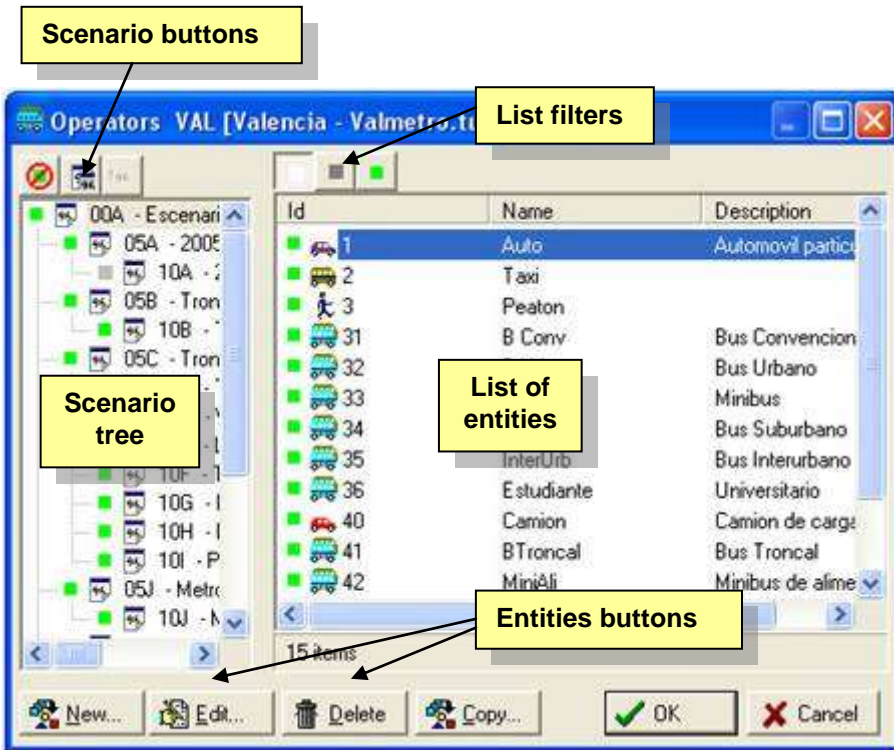 Scenario buttons
Operators VAL [Valencia - Valmetro.tu
List filters
Id Name Description
00A - Escenari
05A - 2005
10A - 2
05B - Tron
10B -
05C - Tron
10F - T
10G -
10H -
10I - P
05J - Metro
10J -
Scenario
tree
1 Auto Automovil particu
2 Taxi
3 Peaton
31 B Conv Bus Convencion
32 Bus Urbano
33 Minibus
34 Bus Suburbano
35 InterUrb Bus Interurbano
36 Estudiante Universitario
40 Camion Camion de carga
41 BTroncal Bus Troncal
42 MiniAli Minibus de alime
List of
entities
Entities buttons
15 items
New... Edit... Delete Copy... OK Cancel